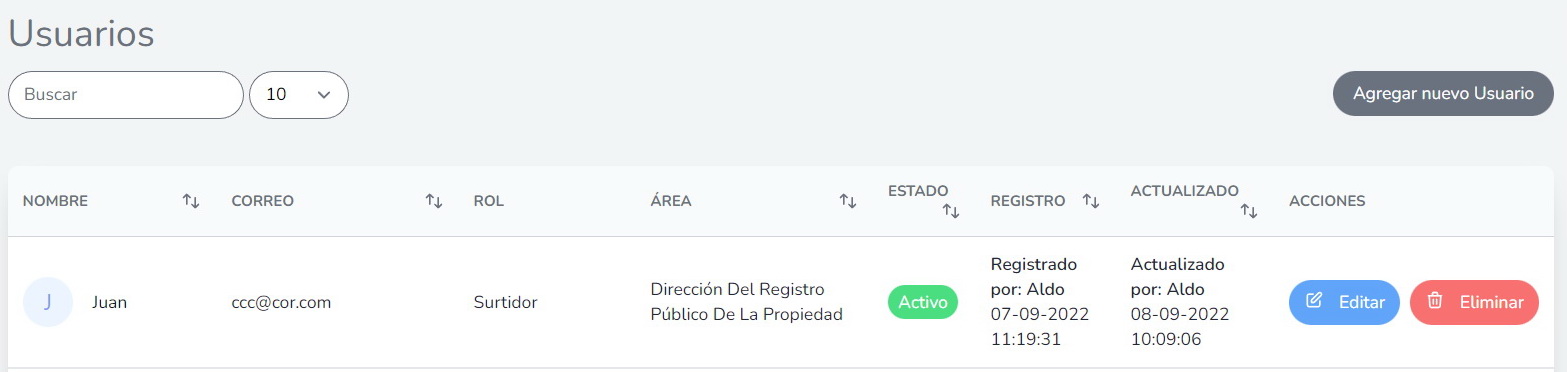 Usuarios
Buscar
10
Agregar nuevo Usuario
NOMBRE
CORREO
ROL
ÁREA
ESTADO
REGISTRO
ACTUALIZADO
ACCIONES
J
Juan
ccc@cor.com
Surtidor
Dirección Del Registro
Público De La Propiedad
Activo
Registrado
por: Aldo
07-09-2022
11:19:31
Actualizado
por: Aldo
08-09-2022
10:09:06
Editar
Eliminar